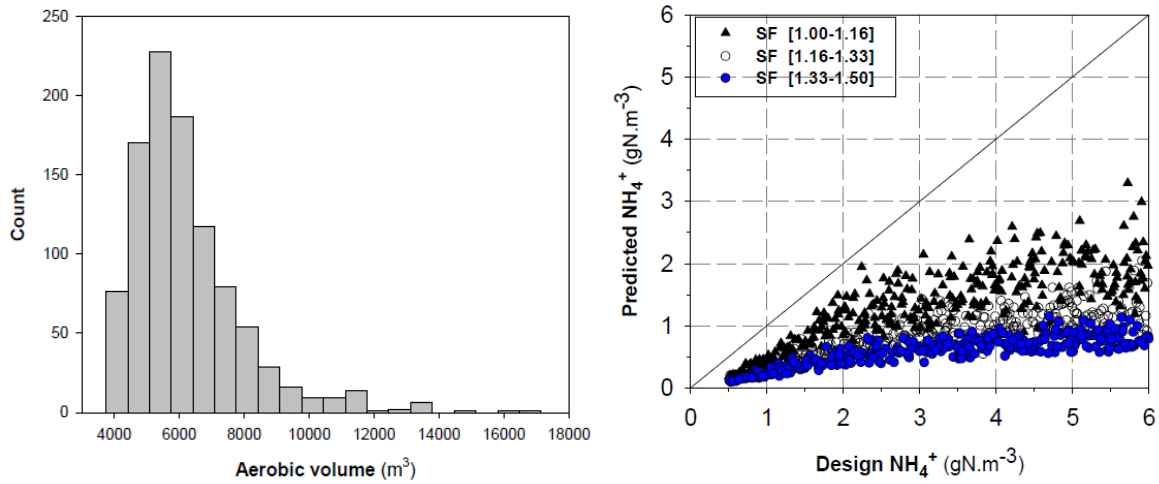 250
200
150
100
50
0
Count
4000 6000 8000 10000 12000 14000 16000 18000
Aerobic volume (m³)
6
5
4
3
2
1
0
Predicted NH₄⁺ (gN.m⁻³)
SF [1.00-1.16]
SF [1.16-1.33]
SF [1.33-1.50]
0 1 2 3 4 5 6
Design NH₄⁺ (gN.m⁻³)